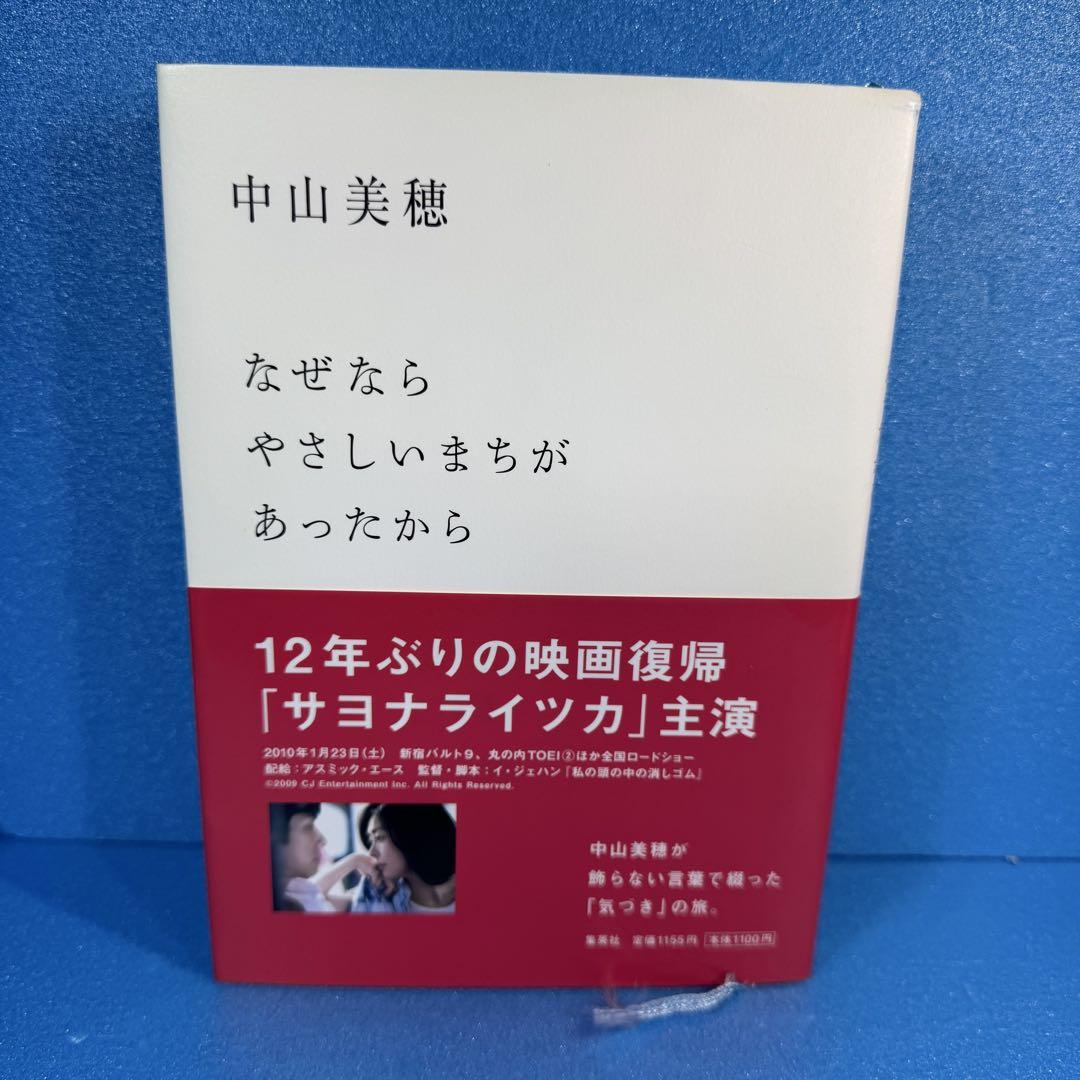 中山美穂
なぜなら
やさしいまちが
あったから
12年ぶりの映画復帰
「サヨナライツカ」主演
2010年1月23日(土) 新宿バルト9、丸の内TOEI②ほか全国ロードショー
配給:アスミック・エース 監督・脚本:イ・ジェハン「私の頭の中の消しゴム」
©2009 CJ Entertainment Inc. All Rights Reserved.
中山美穂が
飾らない言葉で綴った
「気づき」の旅。
集英社 定価1155円 本体1100円